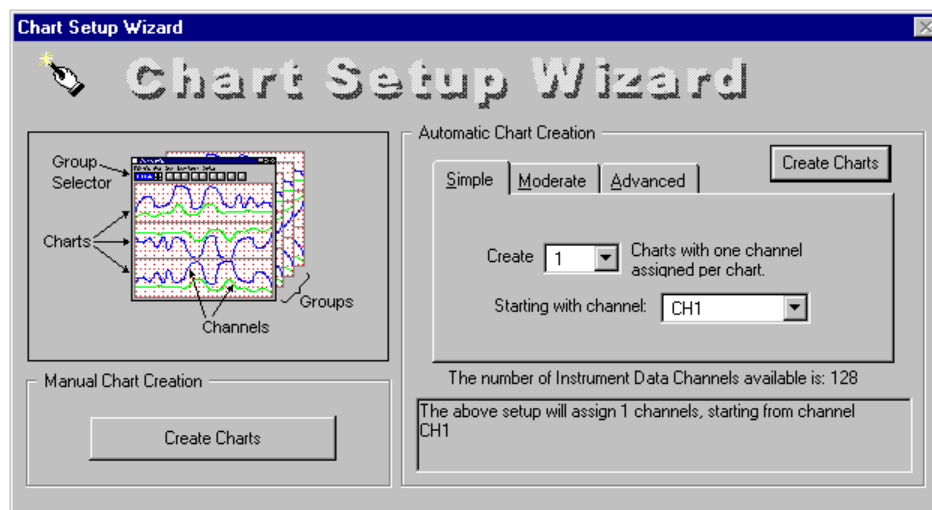 Chart Setup Wizard
Chart Setup Wizard
Group
Selector
Charts
Groups
Channels
Manual Chart Creation
Create Charts
Automatic Chart Creation
Create Charts
Simple
Moderate
Advanced
Create 1 Charts with one channel
assigned per chart.
Starting with channel: CH1
The number of Instrument Data Channels available is: 128
The above setup will assign 1 channels, starting from channel
CH1